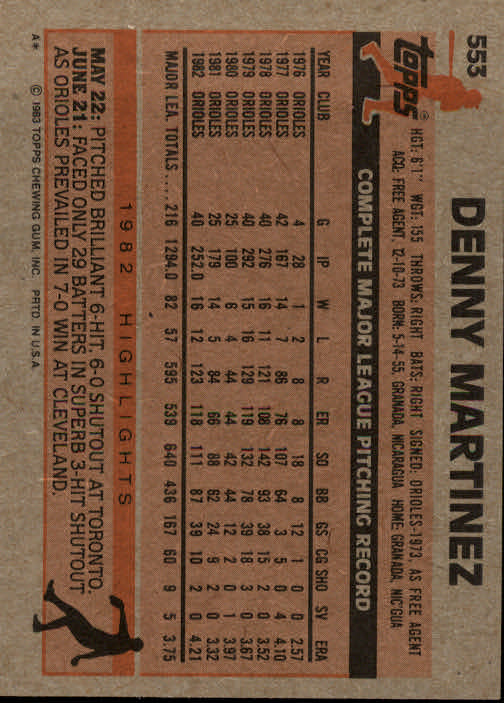 553
DENNY MARTINEZ
Topps®
HGT: 6'1" WGT: 155 THROWS: RIGHT BATS: RIGHT SIGNED: ORIOLES-1973, AS FREE AGENT
ACQ: FREE AGENT, 12-10-73 BORN: 5-14-55, GRANADA, NICARAGUA HOME: GRANADA, NIC'GUA
COMPLETE MAJOR LEAGUE PITCHING RECORD
YEAR CLUB G IP W L R ER SO BB GS CG SHO SV ERA
1976 ORIOLES 4 28 1 2 8 8 18 8 2 1 0 0 2.57
1977 ORIOLES 42 167 14 7 86 76 107 64 13 5 0 4 4.10
1978 ORIOLES 40 276 16 11 121 108 142 93 38 15 2 0 3.52
1979 ORIOLES 40 292 15 16 129 119 132 78 39 18 3 0 3.67
1980 ORIOLES 25 100 6 4 44 44 42 44 12 2 0 1 3.97
1981 ORIOLES 25 179 14 5 84 66 88 62 24 9 2 0 3.32
1982 ORIOLES 40 252.0 16 12 123 118 111 87 39 10 2 0 4.21
MAJOR LEA. TOTALS.... 216 1294.0 82 57 595 539 640 436 167 60 9 5 3.75
1982 HIGHLIGHTS
MAY 22: PITCHED BRILLIANT 6-HIT, 6-0 SHUTOUT AT TORONTO.
JUNE 21: FACED ONLY 29 BATTERS IN SUPERB 3-HIT SHUTOUT
AS ORIOLES PREVAILED IN 7-0 WIN AT CLEVELAND.
A* © 1983 TOPPS CHEWING GUM, INC. PRTD. IN U.S.A.